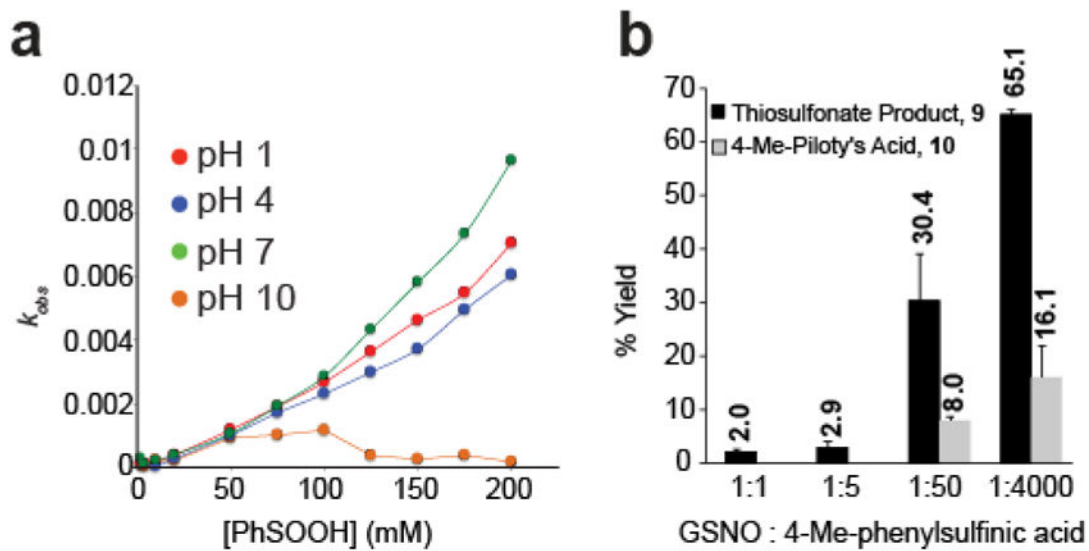 a
0.012
0.01
0.008
0.006
0.004
0.002
0
k_obs
pH 1
pH 4
pH 7
pH 10
0 50 100 150 200
[PhSOOH] (mM)
b
70
60
50
40
30
20
10
0
% Yield
Thiosulfonate Product, 9
4-Me-Piloty's Acid, 10
2.0
2.9
30.4
8.0
65.1
16.1
1:1 1:5 1:50 1:4000
GSNO : 4-Me-phenylsulfinic acid